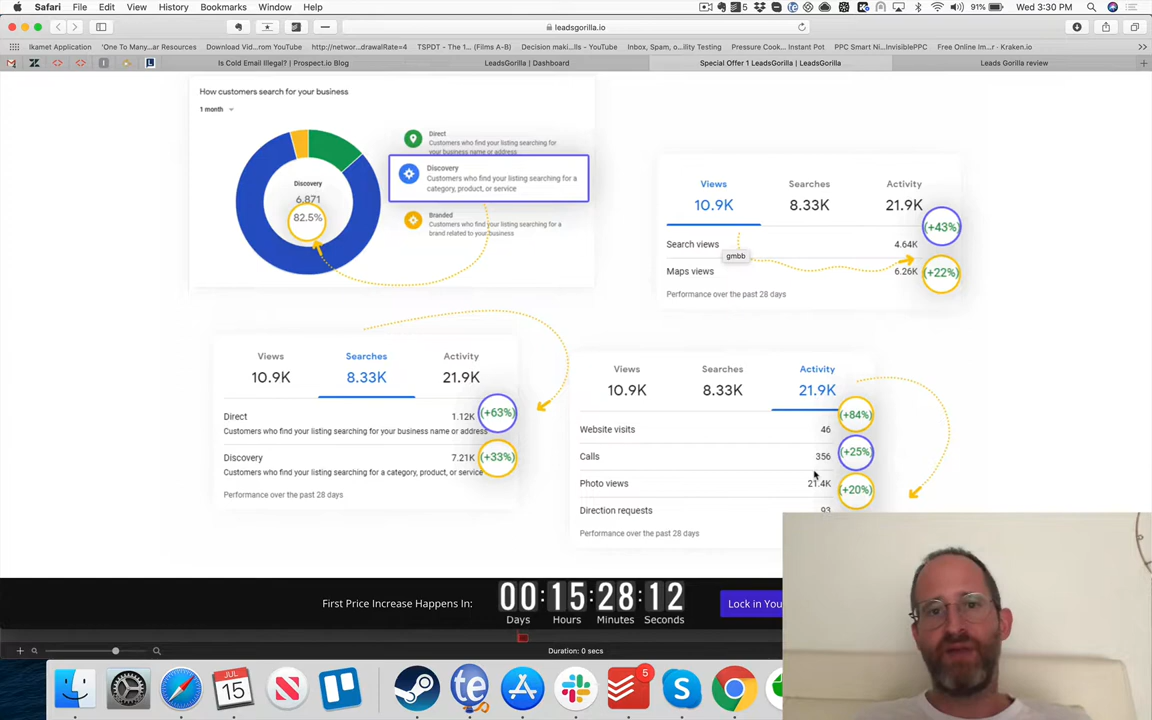 Safari File Edit View History Bookmarks Window Help
5
91%
Wed 3:30 PM
leadsgorilla.io
Ikamet Application
'One To Many...ar Resources
Download Vid...rom YouTube
http://networ...drawalRate=4
TSPDT - The 1... (Films A-B)
Decision maki...lls - YouTube
Inbox, Spam, o...ility Testing
Pressure Cook... Instant Pot
PPC Smart Ni...InvisiblePPC
Free Online Im... - Kraken.io
Is Cold Email Illegal? | Prospect.io Blog
LeadsGorilla | Dashboard
Special Offer 1 LeadsGorilla | LeadsGorilla
Leads Gorilla review
How customers search for your business
1 month
Discovery
6,871
82.5%
Direct
Customers who find your listing searching for
your business name or address
Discovery
Customers who find your listing searching for a
category, product, or service
Branded
Customers who find your listing searching for a
brand related to your business
Views Searches Activity
10.9K 8.33K 21.9K
(+43%)
Search views 4.64K
gmbb
Maps views 6.26K (+22%)
Performance over the past 28 days
Views Searches Activity
10.9K 8.33K 21.9K
Direct 1.12K (+63%)
Customers who find your listing searching for your business name or address
Discovery 7.21K (+33%)
Customers who find your listing searching for a category, product, or service
Performance over the past 28 days
Views Searches Activity
10.9K 8.33K 21.9K
(+84%)
Website visits 46
Calls 356 (+25%)
Photo views 21.4K (+20%)
Direction requests 93
Performance over the past 28 days
First Price Increase Happens In:
00:15:28:12
Days Hours Minutes Seconds
Lock in You
Duration: 0 secs
JUL
15
te
5